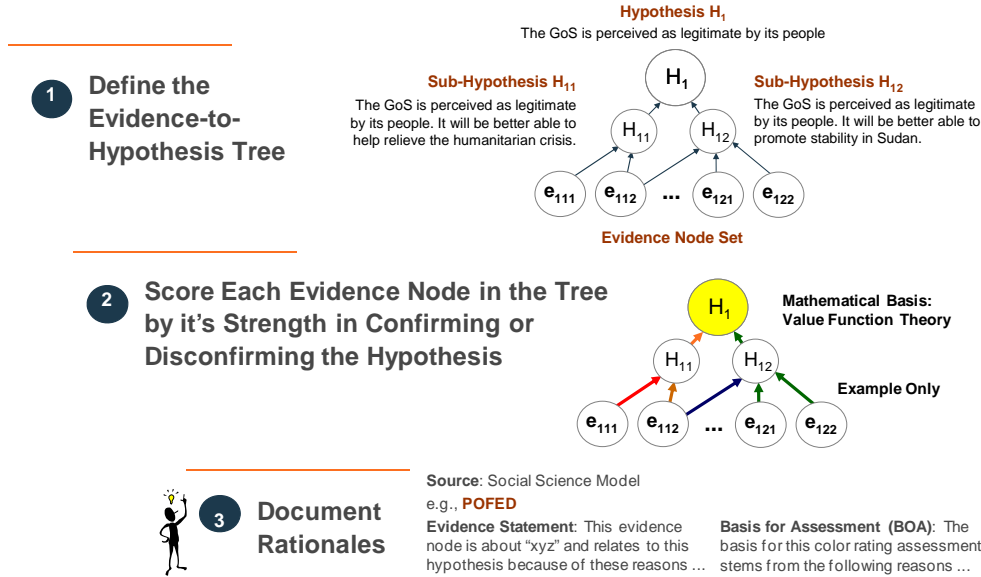 Hypothesis H1
The GoS is perceived as legitimate by its people
1
Define the
Evidence-to-
Hypothesis Tree
Sub-Hypothesis H11
The GoS is perceived as legitimate
by its people. It will be better able to
help relieve the humanitarian crisis.
H1
H11
H12
Sub-Hypothesis H12
The GoS is perceived as legitimate
by its people. It will be better able to
promote stability in Sudan.
e111
e112
...
e121
e122
Evidence Node Set
2
Score Each Evidence Node in the Tree
by it's Strength in Confirming or
Disconfirming the Hypothesis
H1
H11
H12
Mathematical Basis:
Value Function Theory
Example Only
e111
e112
...
e121
e122
3
Document
Rationales
Source: Social Science Model
e.g., POFED
Evidence Statement: This evidence
node is about “xyz” and relates to this
hypothesis because of these reasons ...
Basis for Assessment (BOA): The
basis for this color rating assessment
stems from the following reasons ...